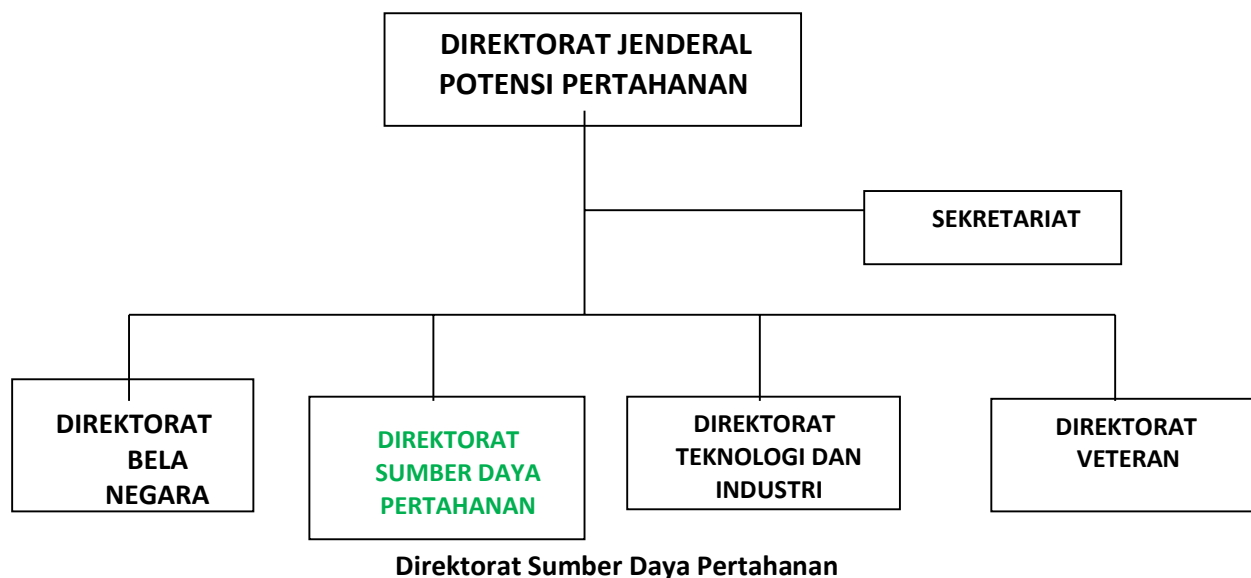 DIREKTORAT JENDERAL
POTENSI PERTAHANAN
SEKRETARIAT
DIREKTORAT
BELA
NEGARA
DIREKTORAT
SUMBER DAYA
PERTAHANAN
DIREKTORAT
TEKNOLOGI DAN
INDUSTRI
DIREKTORAT
VETERAN
Direktorat Sumber Daya Pertahanan